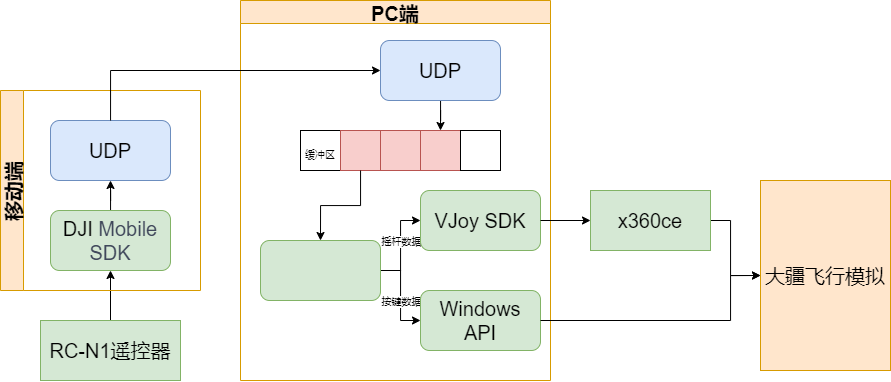 PC端
UDP
缓冲区
移动端
UDP
DJI Mobile
SDK
RC-N1遥控器
摇杆数据
VJoy SDK
按键数据
Windows
API
x360ce
大疆飞行模拟